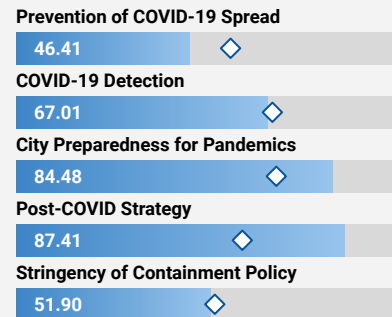 Prevention of COVID-19 Spread
46.41
COVID-19 Detection
67.01
City Preparedness for Pandemics
84.48
Post-COVID Strategy
87.41
Stringency of Containment Policy
51.90